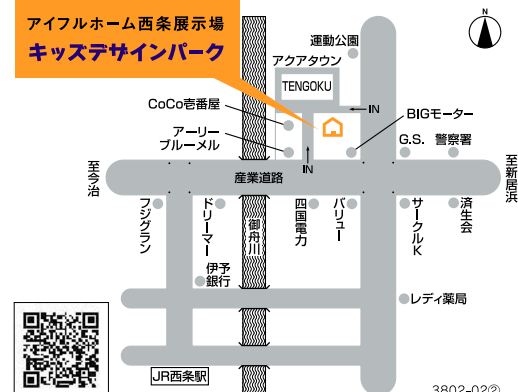 アイフルホーム西条展示場
キッズデザインパーク
N
運動公園
アクアタウン
TENGOKU
IN
CoCo壱番屋
BIGモーター
アーリー
ブルーメル
G.S.
警察署
IN
至今治
産業道路
至新居浜
フジグラン
ドリーマー
御舟川
四国電力
バリュー
サークルK
済生会
伊予
銀行
レディ薬局
JR西条駅
3802-02②